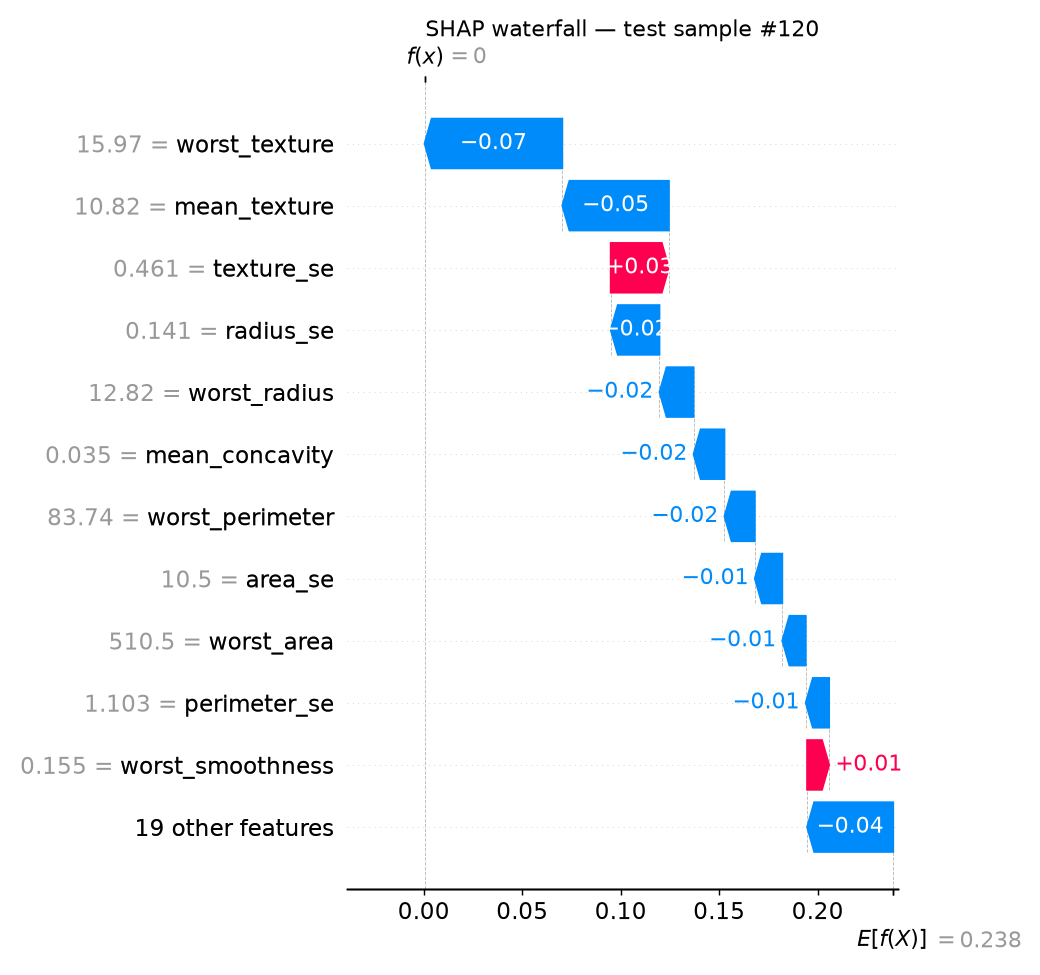 SHAP waterfall — test sample #120
f(x) = 0
15.97 = worst_texture −0.07
10.82 = mean_texture −0.05
0.461 = texture_se +0.03
0.141 = radius_se −0.02
12.82 = worst_radius −0.02
0.035 = mean_concavity −0.02
83.74 = worst_perimeter −0.02
10.5 = area_se −0.01
510.5 = worst_area −0.01
1.103 = perimeter_se −0.01
0.155 = worst_smoothness +0.01
19 other features −0.04
0.00 0.05 0.10 0.15 0.20
E[f(X)] = 0.238